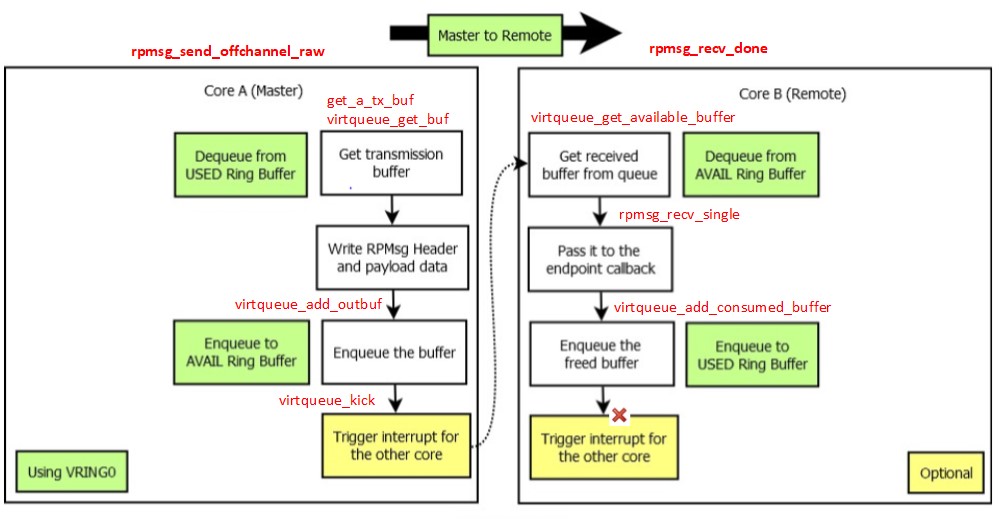 Master to Remote
rpmsg_send_offchannel_raw
rpmsg_recv_done
Core A (Master)
get_a_tx_buf
virtqueue_get_buf
Dequeue from
USED Ring Buffer
Get transmission
buffer
Write RPMsg Header
and payload data
virtqueue_add_outbuf
Enqueue to
AVAIL Ring Buffer
Enqueue the buffer
virtqueue_kick
Trigger interrupt for
the other core
Using VRING0
Core B (Remote)
virtqueue_get_available_buffer
Get received
buffer from queue
Dequeue from
AVAIL Ring Buffer
rpmsg_recv_single
Pass it to the
endpoint callback
virtqueue_add_consumed_buffer
Enqueue the
freed buffer
Enqueue to
USED Ring Buffer
Trigger interrupt for
the other core
Optional